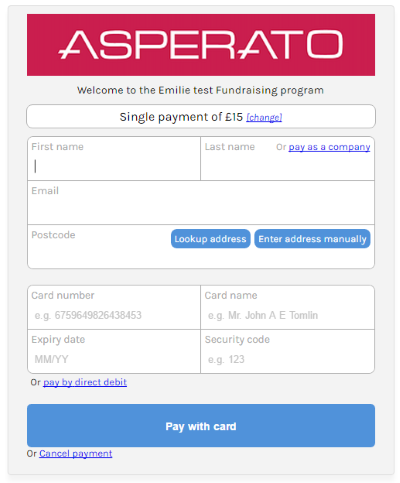 ASPERATO
Welcome to the Emilie test Fundraising program
Single payment of £15 [change]
First name
Last name Or pay as a company
Email
Postcode
Lookup address Enter address manually
Card number
e.g. 6759649826438453
Card name
e.g. Mr. John A E Tomlin
Expiry date
MM/YY
Security code
e.g. 123
Or pay by direct debit
Pay with card
Or Cancel payment